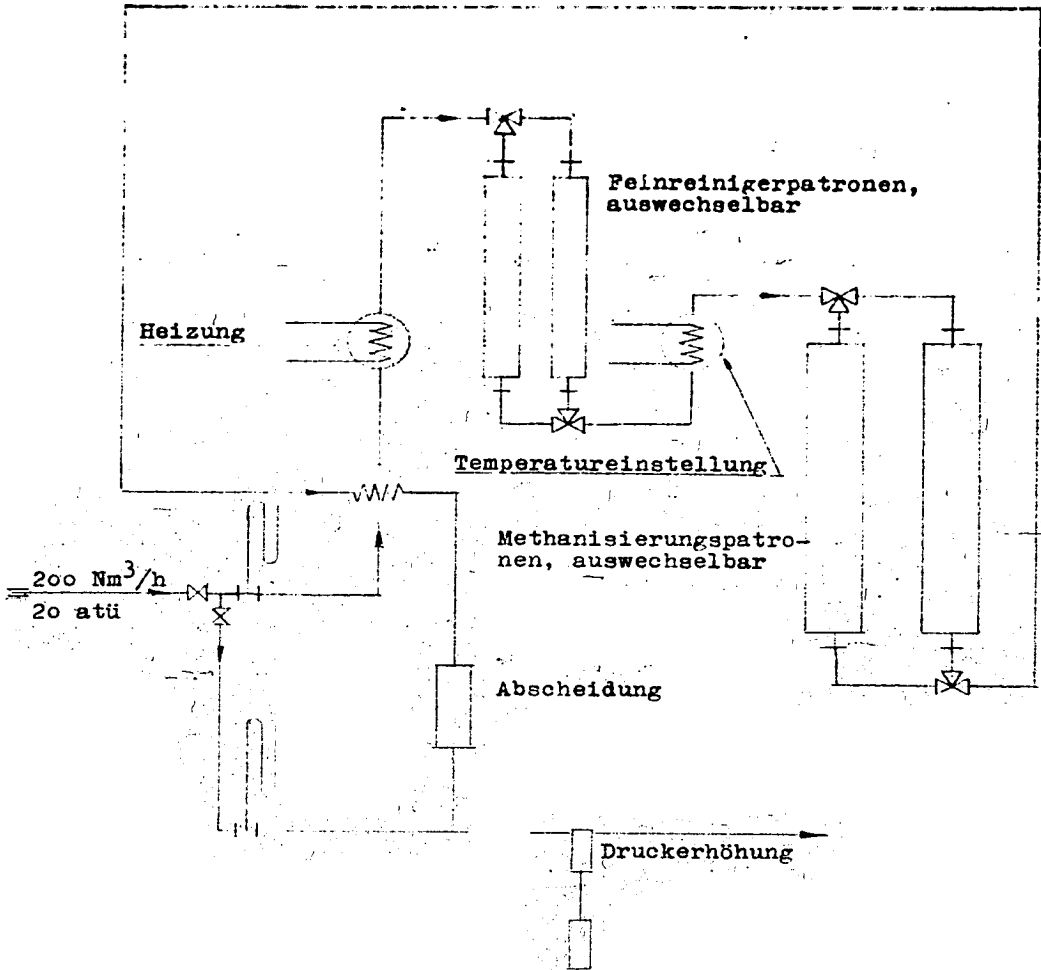 Feinreinigerpatronen,
auswechselbar
Heizung
Temperatureinstellung
Methanisierungspatro-
nen, auswechselbar
200 Nm³/h
20 atü
Abscheidung
Druckerhöhung